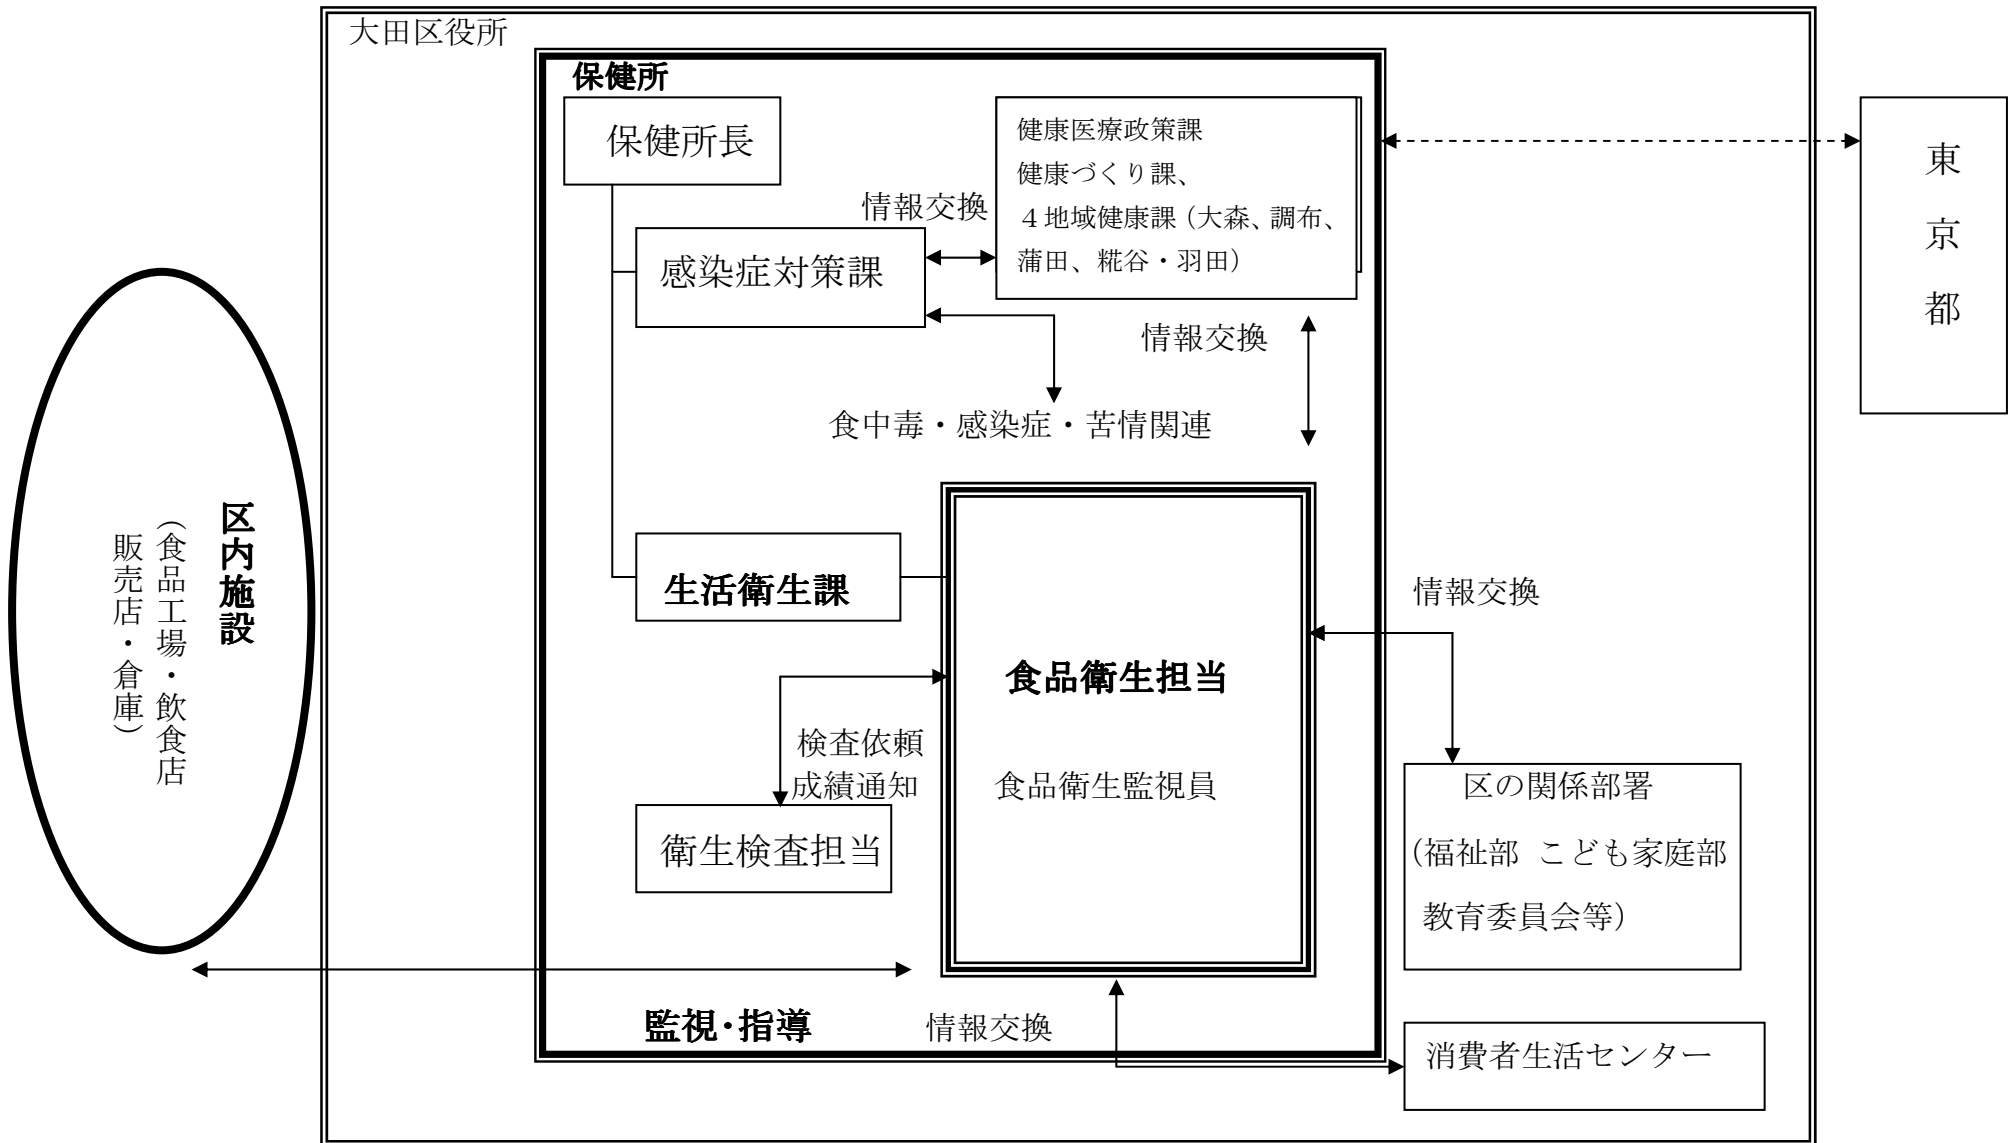 大田区役所
保健所
保健所長
健康医療政策課
健康づくり課、
４地域健康課（大森、調布、
蒲田、糀谷・羽田）
情報交換
感染症対策課
情報交換
食中毒・感染症・苦情関連
東京都
区内施設
（食品工場・飲食店
販売店・倉庫）
生活衛生課
情報交換
食品衛生担当
食品衛生監視員
検査依頼
成績通知
衛生検査担当
区の関係部署
（福祉部 こども家庭部
教育委員会等）
監視・指導
情報交換
消費者生活センター